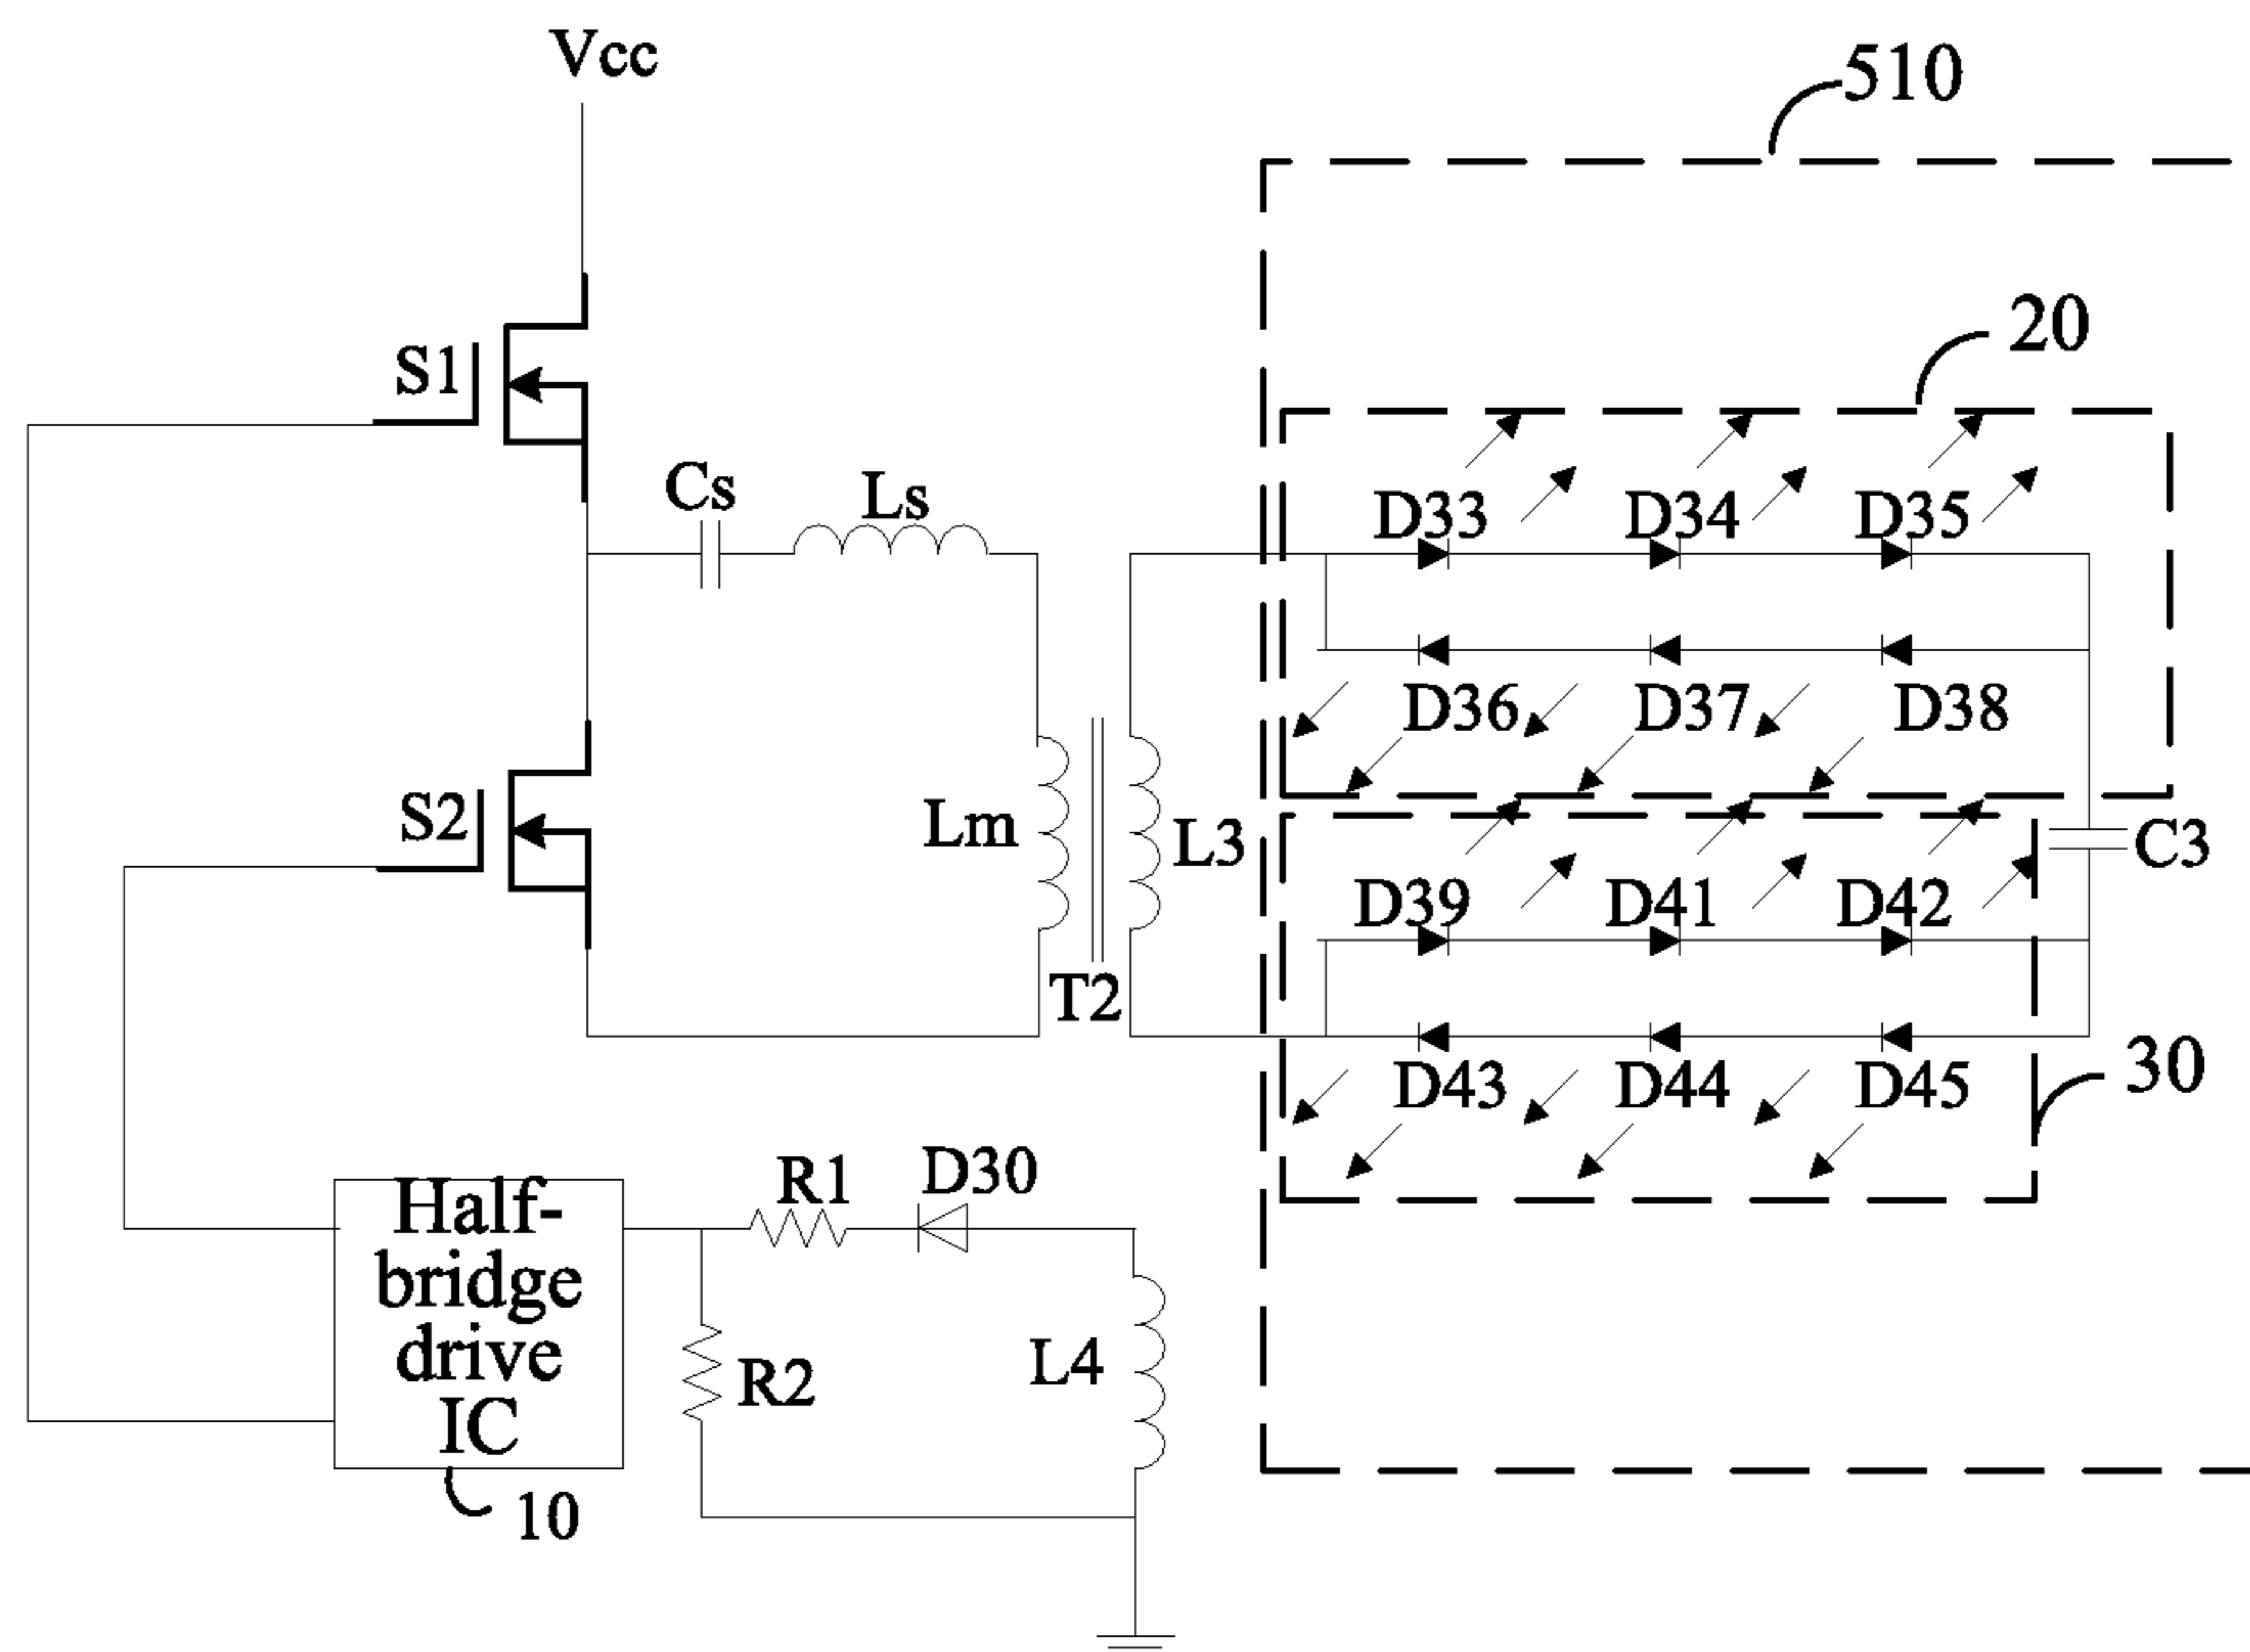 Vcc
510
20
S1
Cs
Ls
D33
D34
D35
D36
D37
D38
S2
Lm
L3
C3
D39
D41
D42
T2
D43
D44
D45
30
R1
D30
Half-
bridge
drive
IC
R2
L4
10